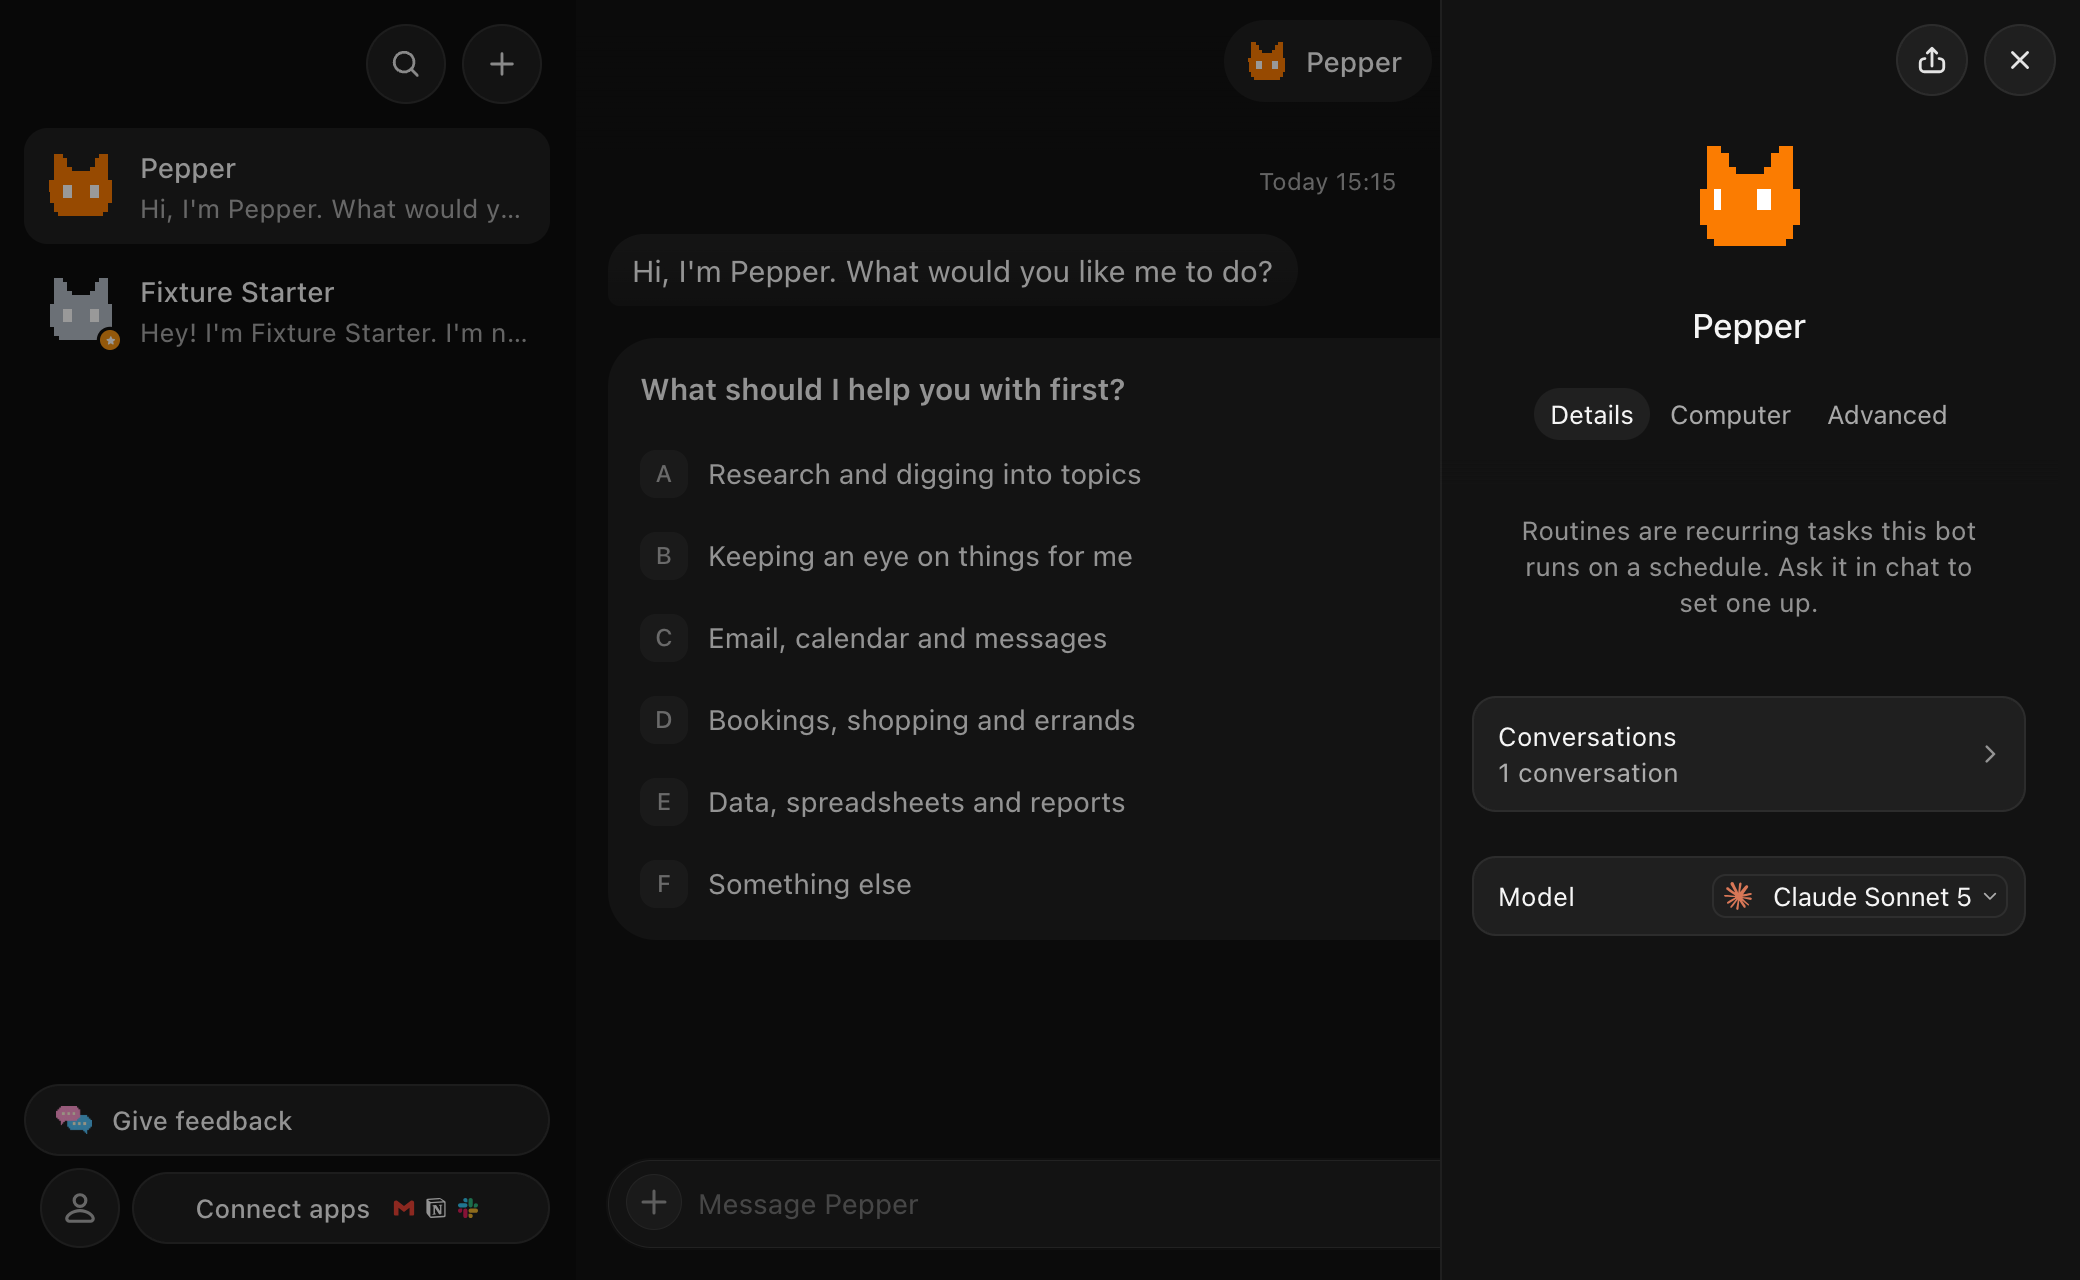 Pepper
Hi, I'm Pepper. What would y...
Fixture Starter
Hey! I'm Fixture Starter. I'm n...
Give feedback
Connect apps
Pepper
Today 15:15
Hi, I'm Pepper. What would you like me to do?
What should I help you with first?
A Research and digging into topics
B Keeping an eye on things for me
C Email, calendar and messages
D Bookings, shopping and errands
E Data, spreadsheets and reports
F Something else
Message Pepper
Pepper
Details Computer Advanced
Routines are recurring tasks this bot
runs on a schedule. Ask it in chat to
set one up.
Conversations
1 conversation
Model Claude Sonnet 5